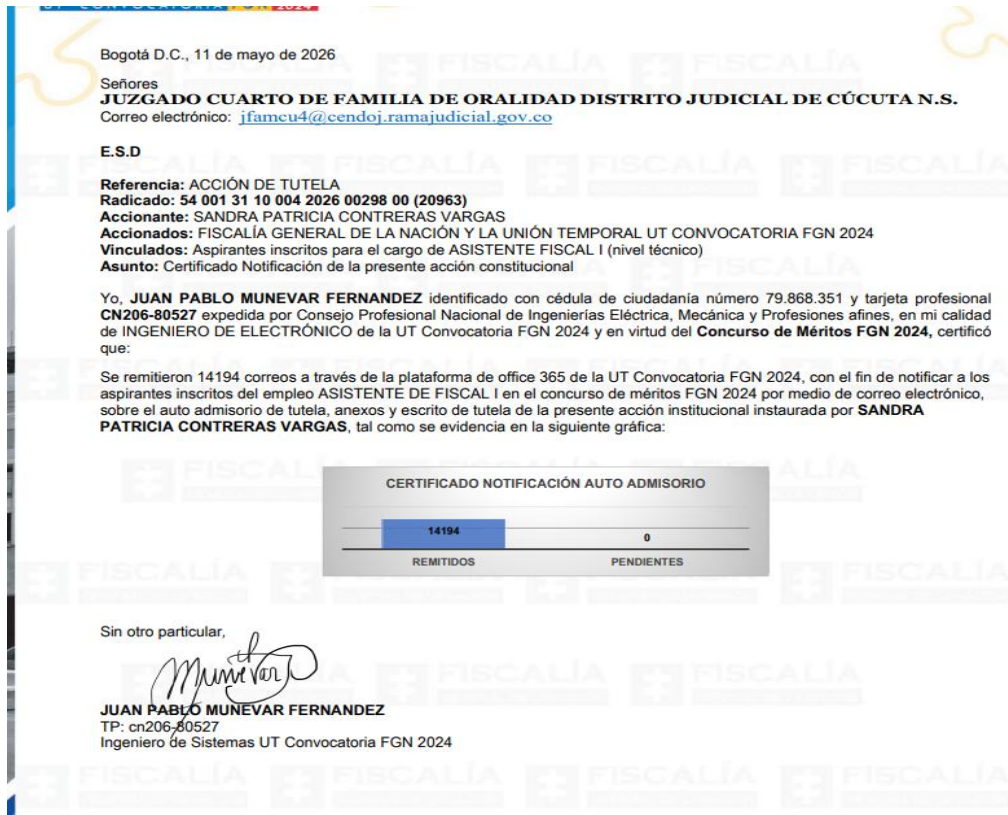 UT CONVOCATORIA FGN 2024
Bogotá D.C., 11 de mayo de 2026
Señores
JUZGADO CUARTO DE FAMILIA DE ORALIDAD DISTRITO JUDICIAL DE CÚCUTA N.S.
Correo electrónico: jfamcu4@cendoj.ramajudicial.gov.co
E.S.D
Referencia: ACCIÓN DE TUTELA
Radicado: 54 001 31 10 004 2026 00298 00 (20963)
Accionante: SANDRA PATRICIA CONTRERAS VARGAS
Accionados: FISCALÍA GENERAL DE LA NACIÓN Y LA UNIÓN TEMPORAL UT CONVOCATORIA FGN 2024
Vinculados: Aspirantes inscritos para el cargo de ASISTENTE FISCAL I (nivel técnico)
Asunto: Certificado Notificación de la presente acción constitucional
Yo, JUAN PABLO MUNEVAR FERNANDEZ identificado con cédula de ciudadanía número 79.868.351 y tarjeta profesional
CN206-80527 expedida por Consejo Profesional Nacional de Ingenierías Eléctrica, Mecánica y Profesiones afines, en mi calidad
de INGENIERO DE ELECTRÓNICO de la UT Convocatoria FGN 2024 y en virtud del Concurso de Méritos FGN 2024, certificó
que:
Se remitieron 14194 correos a través de la plataforma de office 365 de la UT Convocatoria FGN 2024, con el fin de notificar a los
aspirantes inscritos del empleo ASISTENTE DE FISCAL I en el concurso de méritos FGN 2024 por medio de correo electrónico,
sobre el auto admisorio de tutela, anexos y escrito de tutela de la presente acción institucional instaurada por SANDRA
PATRICIA CONTRERAS VARGAS, tal como se evidencia en la siguiente gráfica:
CERTIFICADO NOTIFICACIÓN AUTO ADMISORIO
14194 0
REMITIDOS PENDIENTES
Sin otro particular,
Munevar
JUAN PABLO MUNEVAR FERNANDEZ
TP: cn206-80527
Ingeniero de Sistemas UT Convocatoria FGN 2024